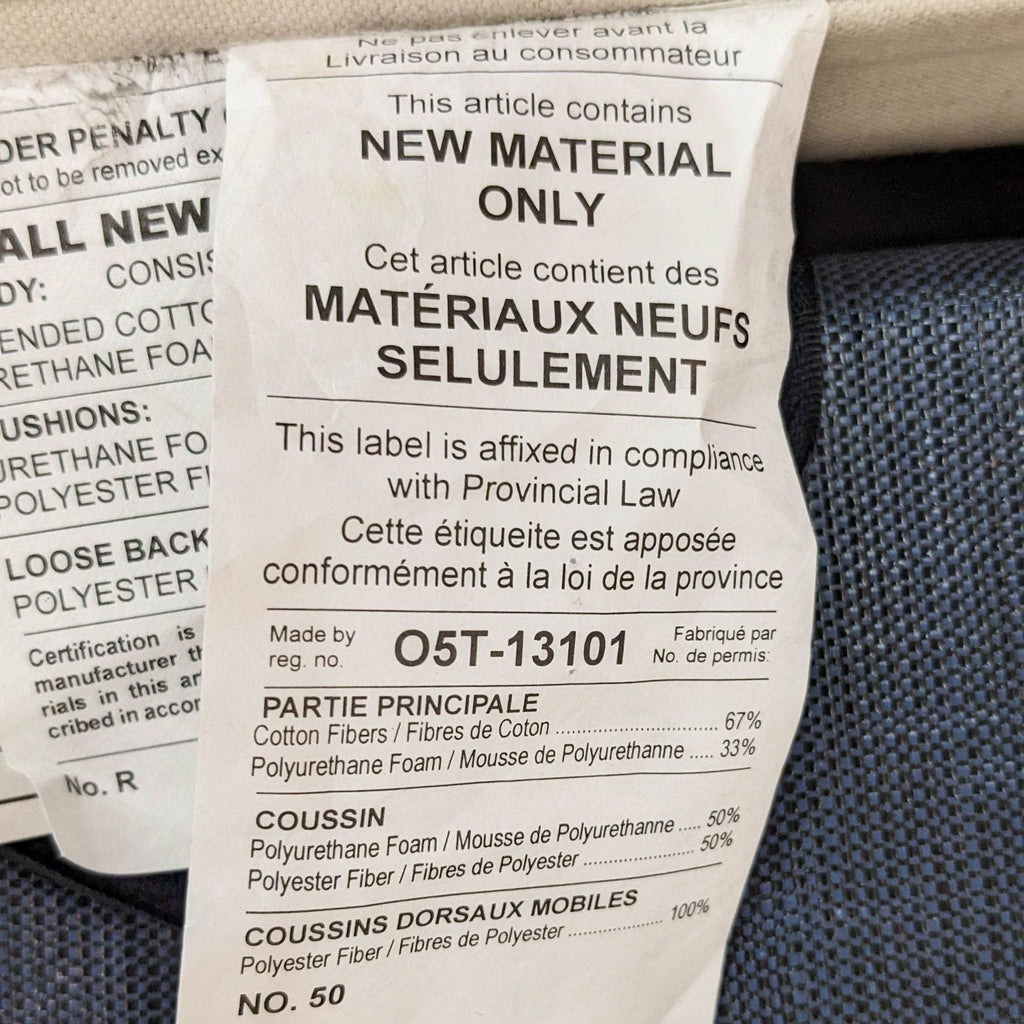 DER PENALTY
ot to be removed ex
ALL NEW
DY: CONSIS
ENDED COTTO
RETHANE FOA
USHIONS:
URETHANE FO
POLYESTER FI
LOOSE BACK
POLYESTER
Certification is
manufacturer th
rials in this ar
cribed in accor
No. R
Ne pas enlever avant la
Livraison au consommateur
This article contains
NEW MATERIAL
ONLY
Cet article contient des
MATÉRIAUX NEUFS
SELULEMENT
This label is affixed in compliance
with Provincial Law
Cette étiqueite est apposée
conformément à la loi de la province
Made by
reg. no.
O5T-13101
Fabriqué par
No. de permis:
PARTIE PRINCIPALE
Cotton Fibers / Fibres de Coton ........................... 67%
Polyurethane Foam / Mousse de Polyurethanne ..... 33%
COUSSIN
Polyurethane Foam / Mousse de Polyurethanne ..... 50%
Polyester Fiber / Fibres de Polyester ........................ 50%
COUSSINS DORSAUX MOBILES
Polyester Fiber / Fibres de Polyester .................... 100%
NO. 50